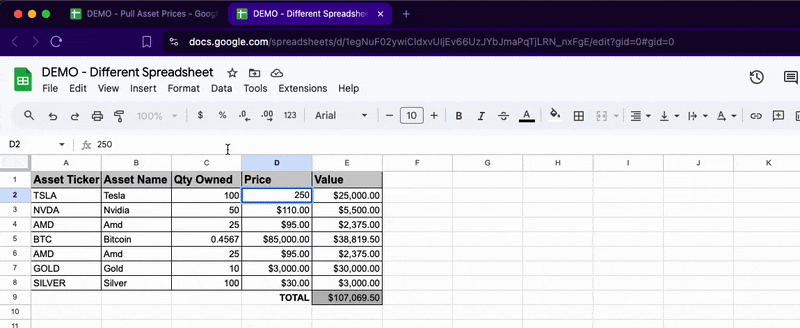 DEMO - Pull Asset Prices - Goog
DEMO - Different Spreadshee
docs.google.com/spreadsheets/d/1egNuF02ywiCldxvUIjEv66UzJYbJmaPqTjLRN_nxFgE/edit?gid=0#gid=0
DEMO - Different Spreadsheet
File Edit View Insert Format Data Tools Extensions Help
100% $ % .0 .00 123 Arial 10 B I S A
D2 fx 250
A B C D E F G H I J K
1 Asset Ticker Asset Name Qty Owned Price Value
2 TSLA Tesla 100 250 $25,000.00
3 NVDA Nvidia 50 $110.00 $5,500.00
4 AMD Amd 25 $95.00 $2,375.00
5 BTC Bitcoin 0.4567 $85,000.00 $38,819.50
6 AMD Amd 25 $95.00 $2,375.00
7 GOLD Gold 10 $3,000.00 $30,000.00
8 SILVER Silver 100 $30.00 $3,000.00
9 TOTAL $107,069.50
10
11
12